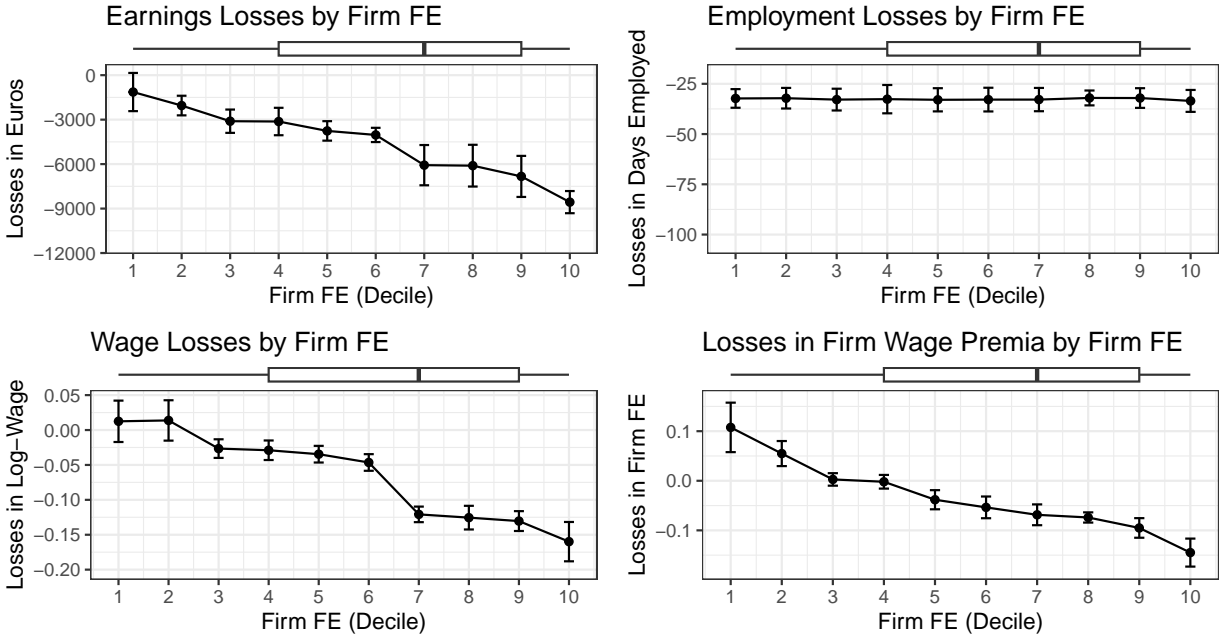 Earnings Losses by Firm FE
Losses in Euros
0
−3000
−6000
−9000
−12000
1 2 3 4 5 6 7 8 9 10
Firm FE (Decile)
Employment Losses by Firm FE
Losses in Days Employed
−25
−50
−75
−100
1 2 3 4 5 6 7 8 9 10
Firm FE (Decile)
Wage Losses by Firm FE
Losses in Log−Wage
0.05
0.00
−0.05
−0.10
−0.15
−0.20
1 2 3 4 5 6 7 8 9 10
Firm FE (Decile)
Losses in Firm Wage Premia by Firm FE
Losses in Firm FE
0.1
0.0
−0.1
1 2 3 4 5 6 7 8 9 10
Firm FE (Decile)